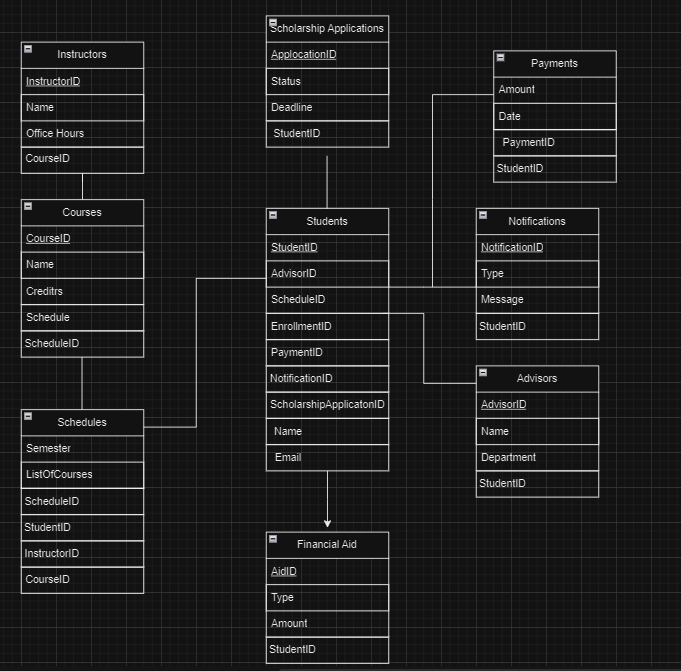 Instructors
InstructorID
Name
Office Hours
CourseID
Courses
CourseID
Name
Creditrs
Schedule
ScheduleID
Schedules
Semester
ListOfCourses
ScheduleID
StudentID
InstructorID
CourseID
Scholarship Applications
ApplocationID
Status
Deadline
StudentID
Students
StudentID
AdvisorID
ScheduleID
EnrollmentID
PaymentID
NotificationID
ScholarshipApplicatonID
Name
Email
Financial Aid
AidID
Type
Amount
StudentID
Payments
Amount
Date
PaymentID
StudentID
Notifications
NotificationID
Type
Message
StudentID
Advisors
AdvisorID
Name
Department
StudentID